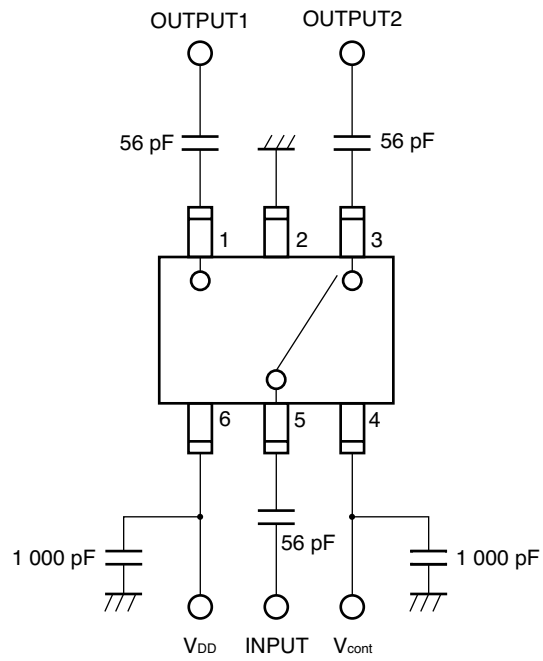 OUTPUT1 OUTPUT2
56 pF 56 pF
1 2 3
6 5 4
1 000 pF 56 pF 1 000 pF
VDD INPUT Vcont